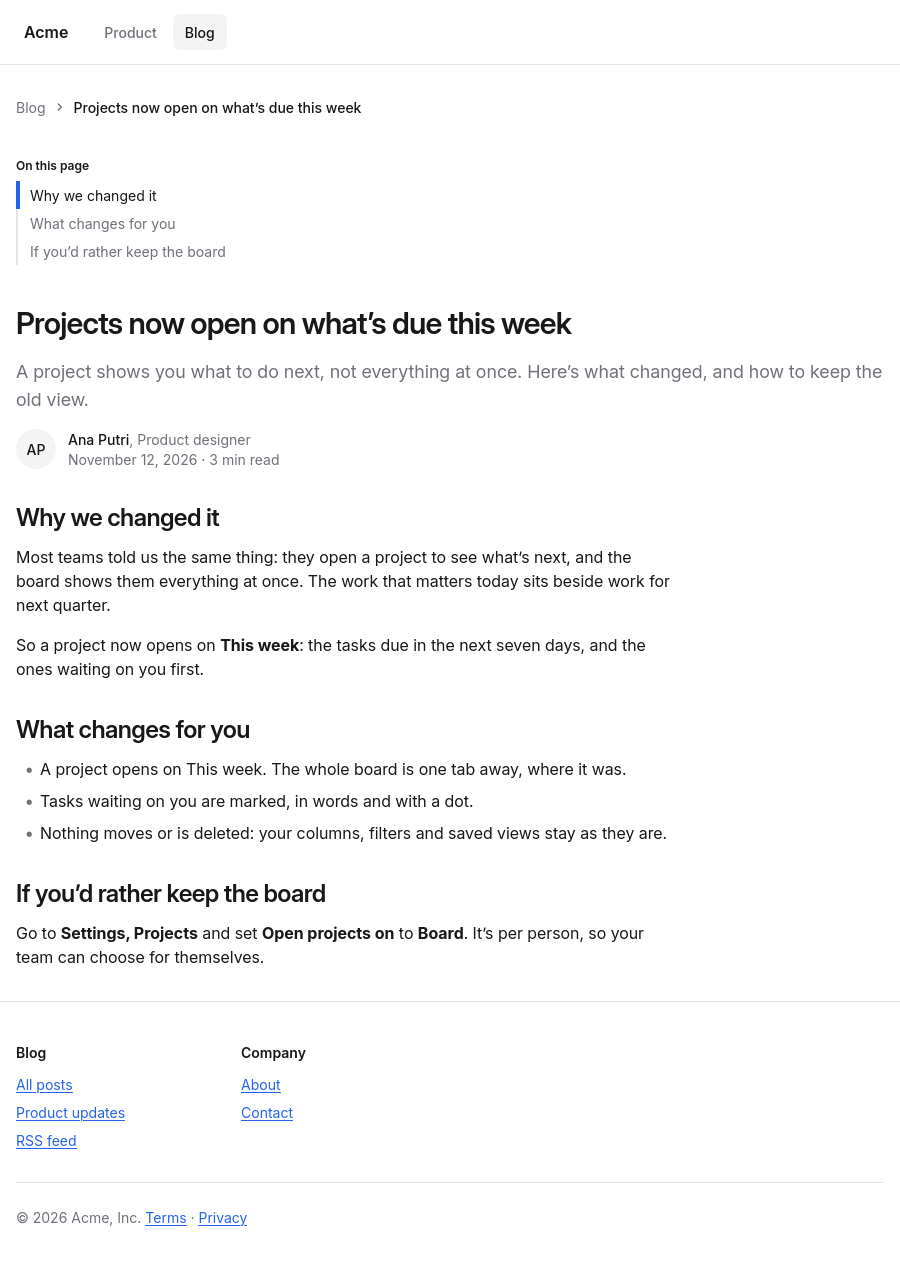 Acme Product Blog
Blog > Projects now open on what’s due this week
On this page
Why we changed it
What changes for you
If you’d rather keep the board
Projects now open on what’s due this week
A project shows you what to do next, not everything at once. Here’s what changed, and how to keep the
old view.
AP
Ana Putri, Product designer
November 12, 2026 · 3 min read
Why we changed it
Most teams told us the same thing: they open a project to see what’s next, and the
board shows them everything at once. The work that matters today sits beside work for
next quarter.
So a project now opens on This week: the tasks due in the next seven days, and the
ones waiting on you first.
What changes for you
• A project opens on This week. The whole board is one tab away, where it was.
• Tasks waiting on you are marked, in words and with a dot.
• Nothing moves or is deleted: your columns, filters and saved views stay as they are.
If you’d rather keep the board
Go to Settings, Projects and set Open projects on to Board. It’s per person, so your
team can choose for themselves.
Blog
All posts
Product updates
RSS feed
Company
About
Contact
© 2026 Acme, Inc. Terms · Privacy